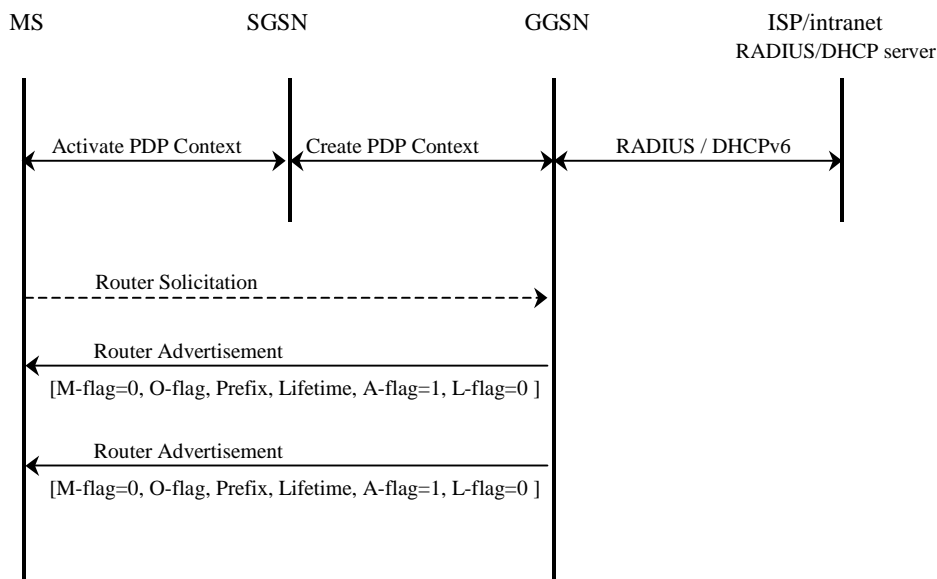 MS
SGSN
GGSN
ISP/intranet
RADIUS/DHCP server
Activate PDP Context
Create PDP Context
RADIUS / DHCPv6
Router Solicitation
Router Advertisement
[M-flag=0, O-flag, Prefix, Lifetime, A-flag=1, L-flag=0 ]
Router Advertisement
[M-flag=0, O-flag, Prefix, Lifetime, A-flag=1, L-flag=0 ]